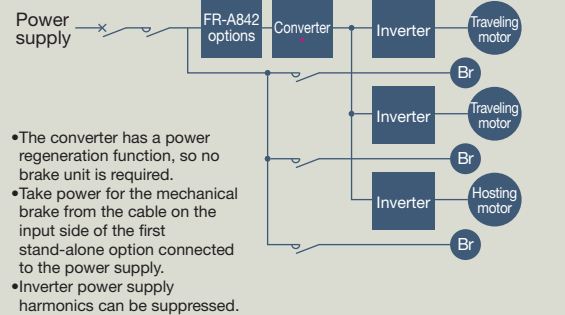 Power
supply
FR-A842
options
Converter
Inverter
Traveling
motor
Br
Inverter
Traveling
motor
Br
Inverter
Hosting
motor
Br
•The converter has a power
regeneration function, so no
brake unit is required.
•Take power for the mechanical
brake from the cable on the
input side of the first
stand-alone option connected
to the power supply.
•Inverter power supply
harmonics can be suppressed.